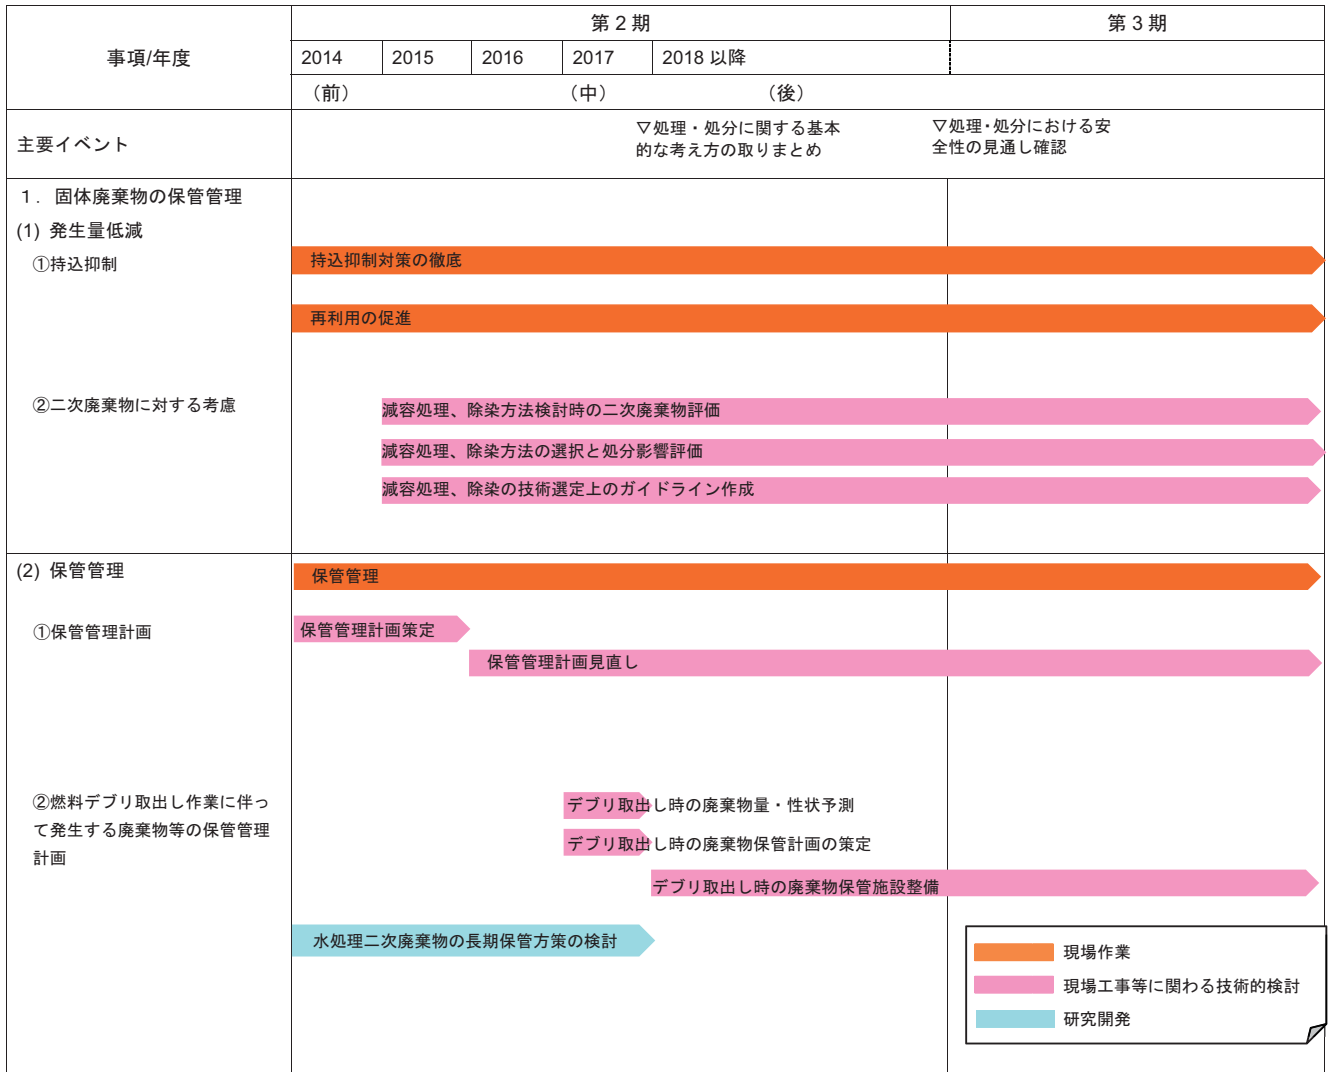 事項/年度
第２期
第３期
2014
2015
2016
2017
2018 以降
（前）
（中）
（後）
主要イベント
▽処理・処分に関する基本
的な考え方の取りまとめ
▽処理・処分における安
全性の見通し確認
１．固体廃棄物の保管管理
(1) 発生量低減
①持込抑制
持込抑制対策の徹底
再利用の促進
②二次廃棄物に対する考慮
減容処理、除染方法検討時の二次廃棄物評価
減容処理、除染方法の選択と処分影響評価
減容処理、除染の技術選定上のガイドライン作成
(2) 保管管理
保管管理
①保管管理計画
保管管理計画策定
保管管理計画見直し
②燃料デブリ取出し作業に伴っ
て発生する廃棄物等の保管管理
計画
デブリ取出し時の廃棄物量・性状予測
デブリ取出し時の廃棄物保管計画の策定
デブリ取出し時の廃棄物保管施設整備
水処理二次廃棄物の長期保管方策の検討
現場作業
現場工事等に関わる技術的検討
研究開発